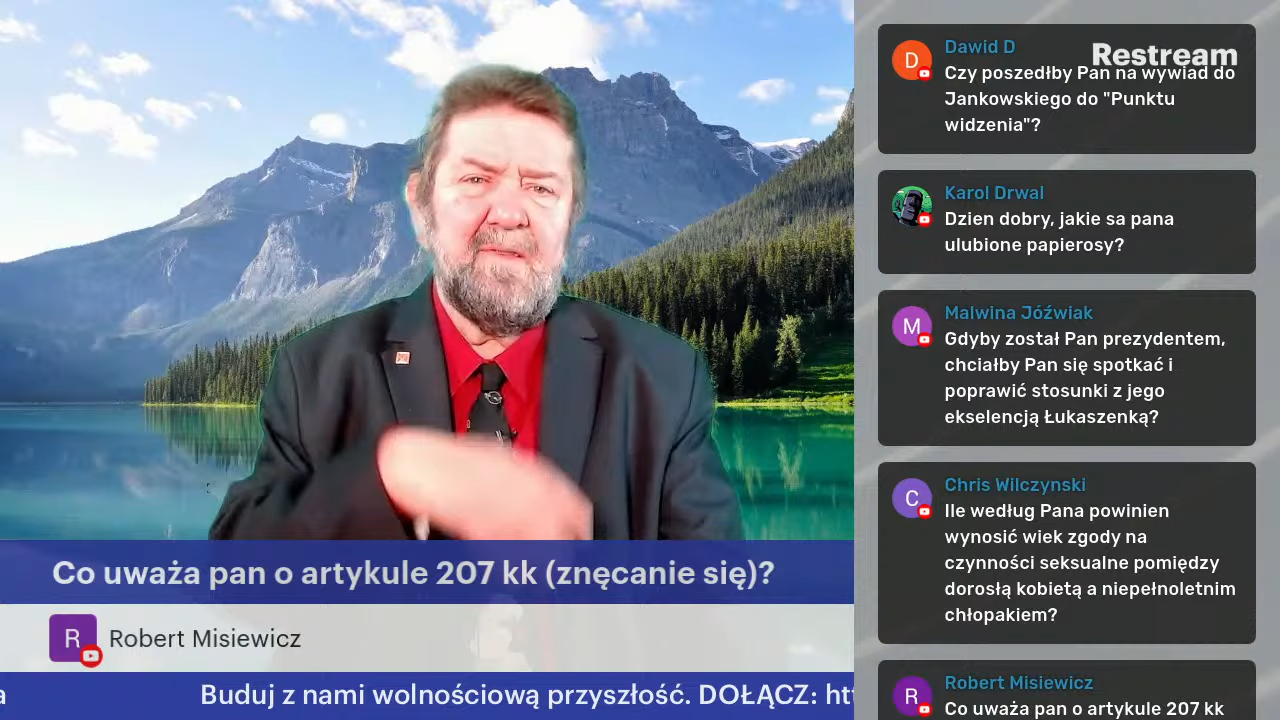 Co uważa pan o artykule 207 kk (znęcanie się)?
R
Robert Misiewicz
a
Buduj z nami wolnościową przyszłość. DOŁĄCZ:
Restream
D
Dawid D
Czy poszedłby Pan na wywiad do
Jankowskiego do "Punktu
widzenia"?
Karol Drwal
Dzien dobry, jakie sa pana
ulubione papierosy?
M
Malwina Jóźwiak
Gdyby został Pan prezydentem,
chciałby Pan się spotkać i
poprawić stosunki z jego
ekselencją Łukaszenką?
C
Chris Wilczynski
Ile według Pana powinien
wynosić wiek zgody na
czynności seksualne pomiędzy
dorosłą kobietą a niepełnoletnim
chłopakiem?
R
Robert Misiewicz
Co uważa pan o artykule 207 kk